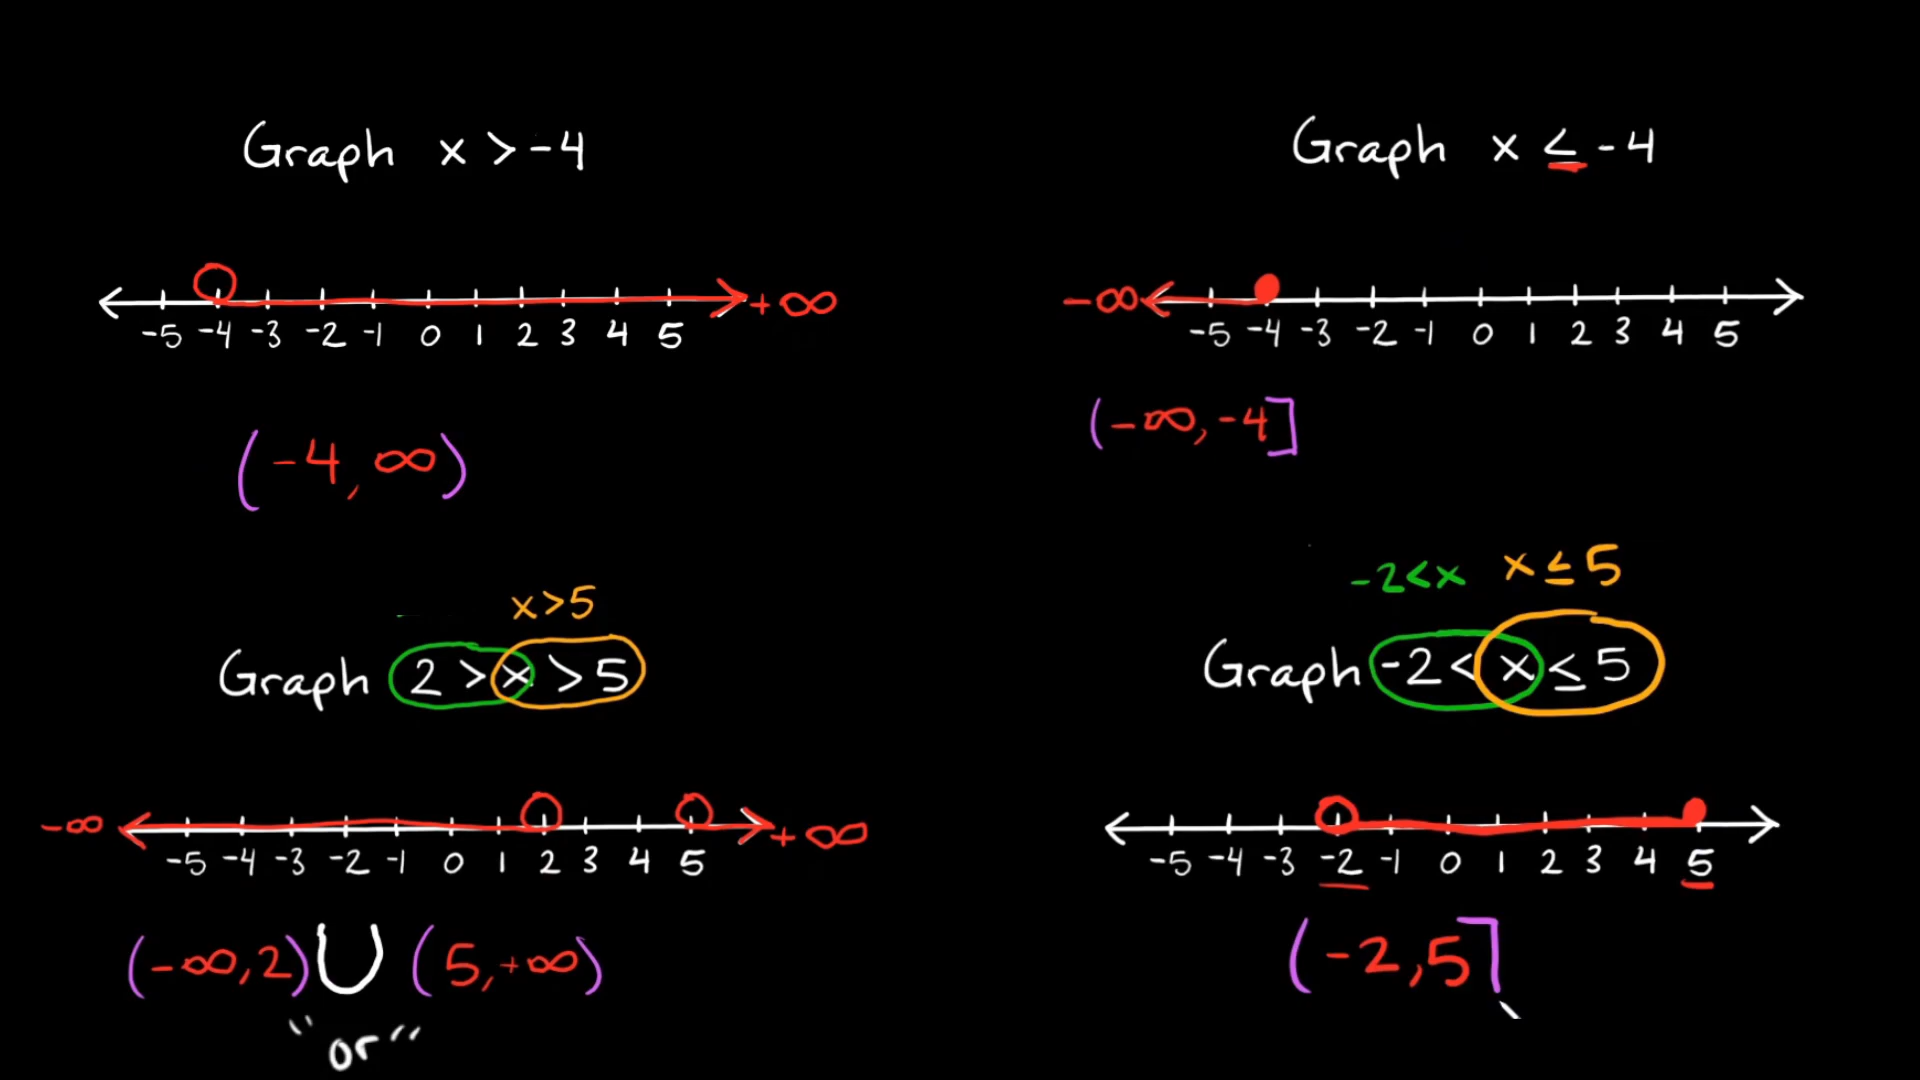 Graph x > -4
-5 -4 -3 -2 -1 0 1 2 3 4 5
+∞
(-4, ∞)
Graph x ≤ -4
-∞
-5 -4 -3 -2 -1 0 1 2 3 4 5
(-∞, -4]
x > 5
Graph 2 > x > 5
-∞
+∞
-5 -4 -3 -2 -1 0 1 2 3 4 5
(-∞, 2) ∪ (5, +∞)
"or"
-2 < x x ≤ 5
Graph -2 < x ≤ 5
-5 -4 -3 -2 -1 0 1 2 3 4 5
(-2, 5]